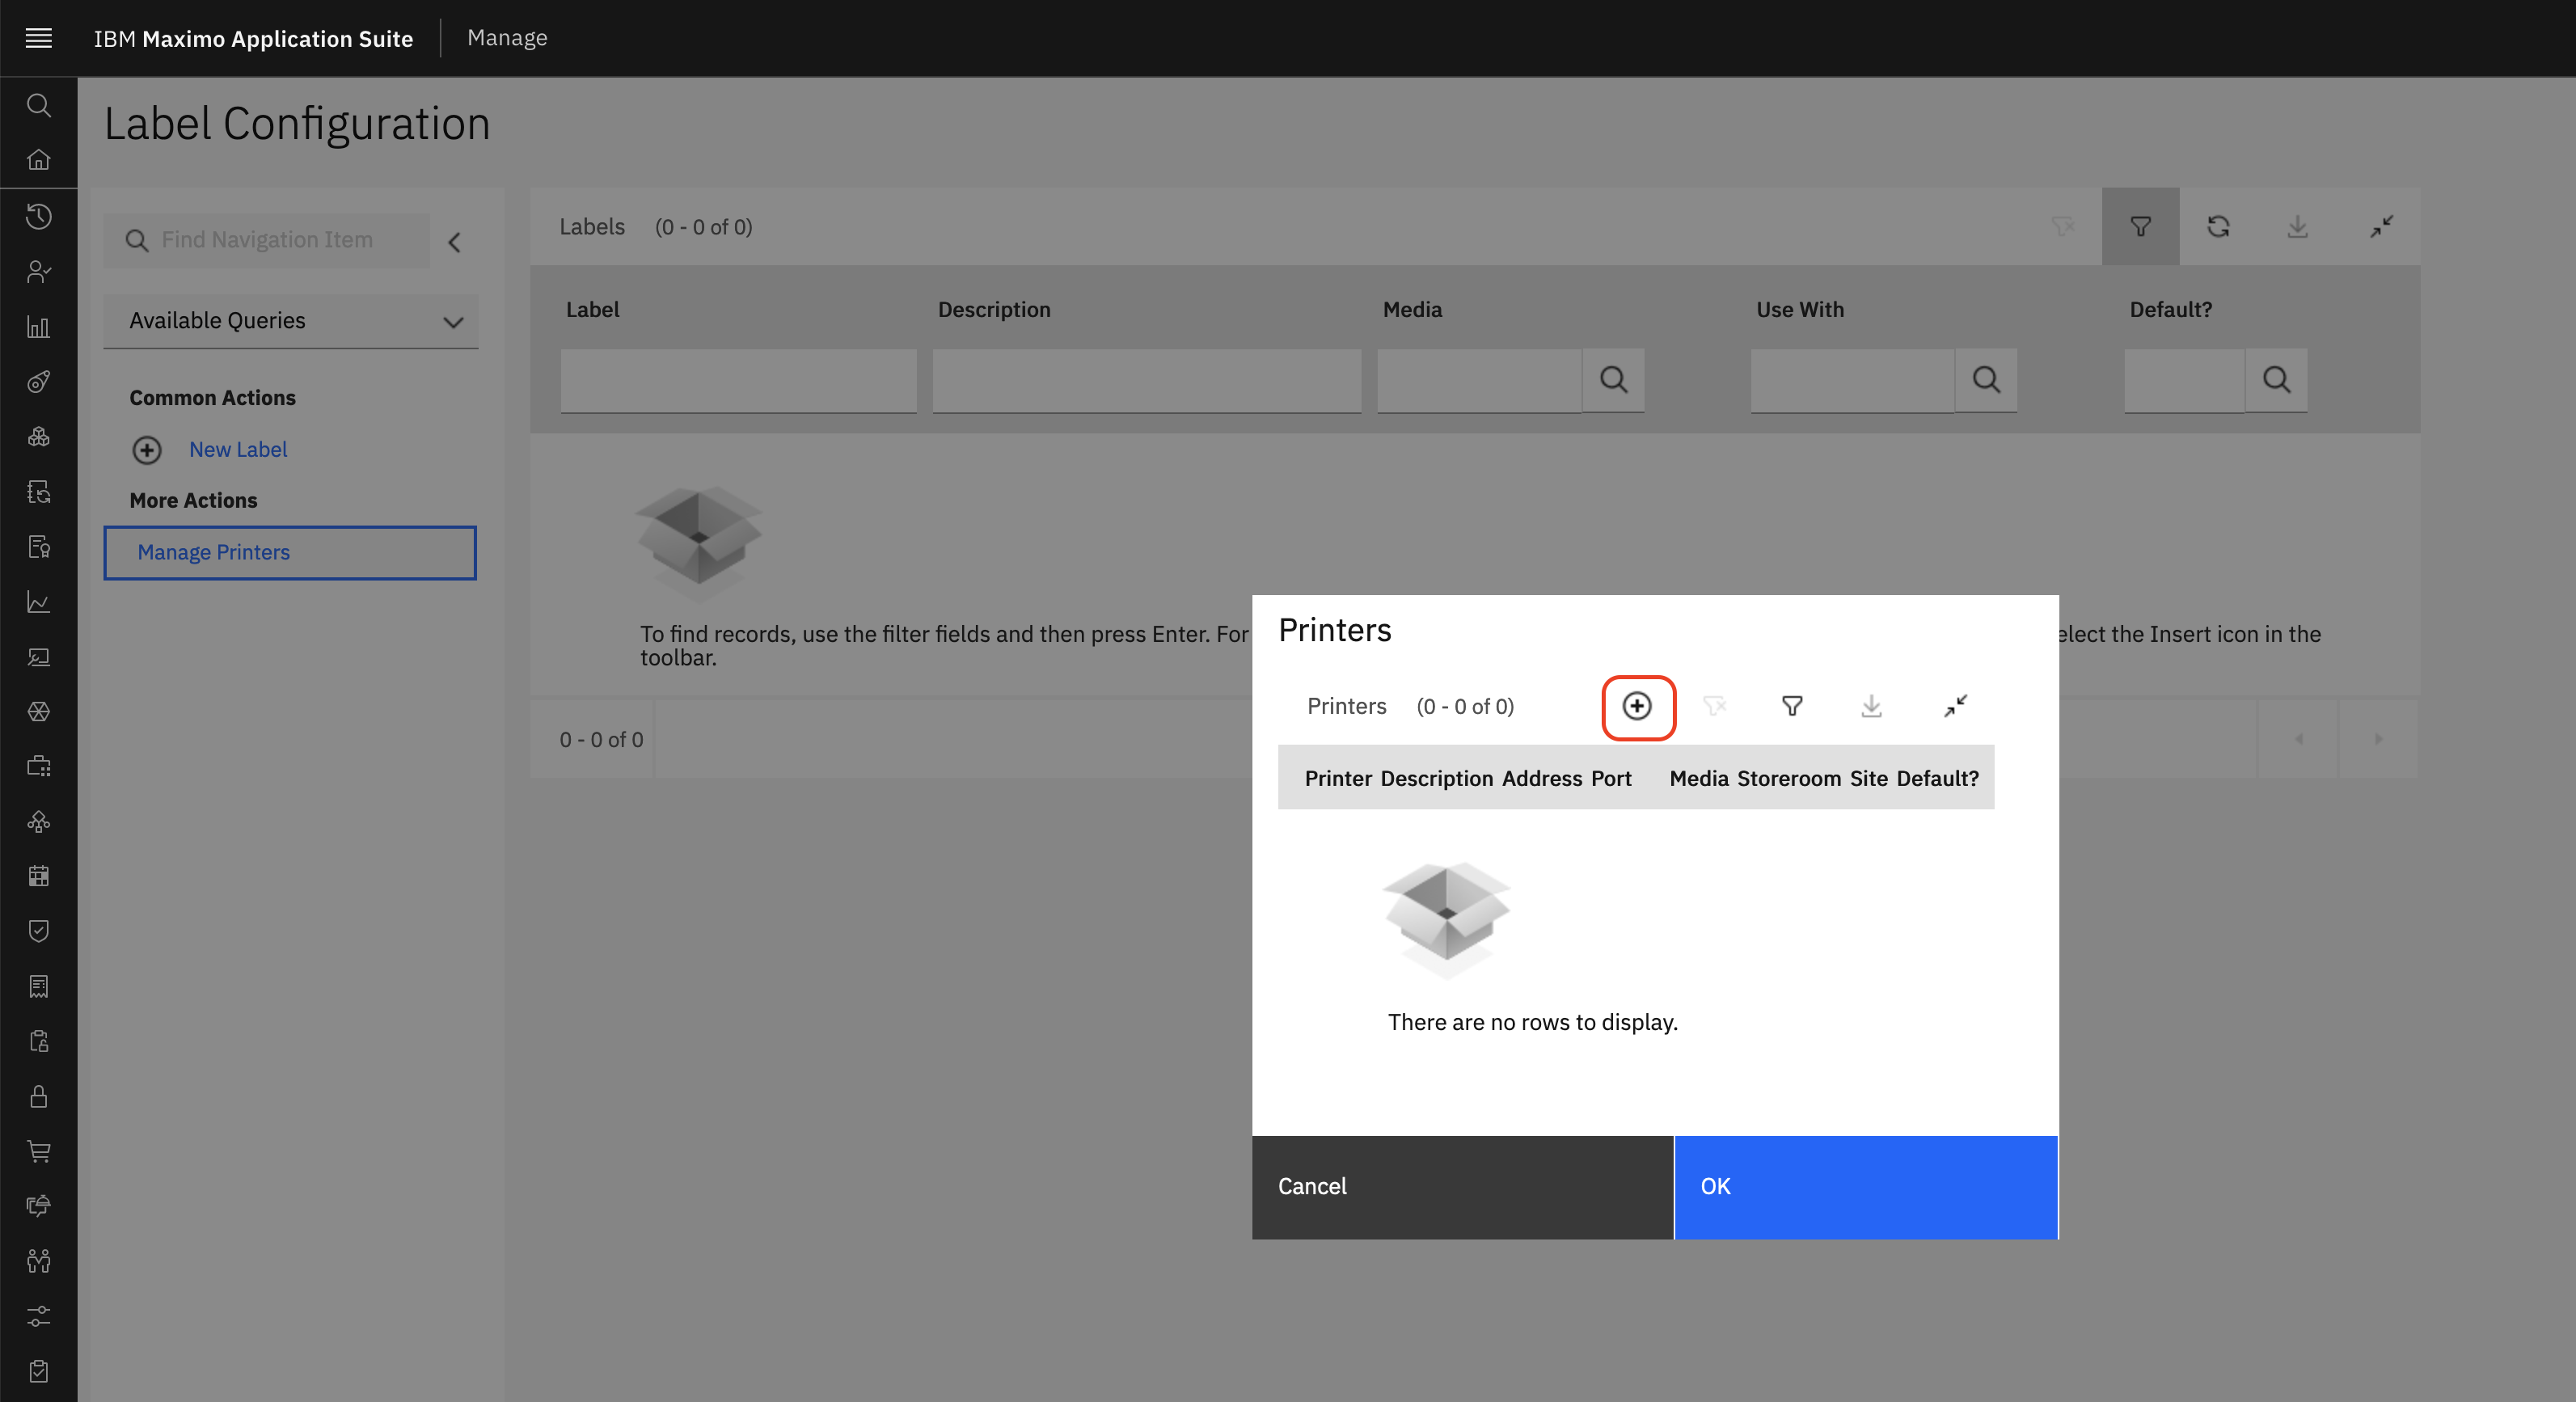 IBM Maximo Application Suite Manage
Label Configuration
Find Navigation Item
Available Queries
Common Actions
New Label
More Actions
Manage Printers
Labels (0 - 0 of 0)
Label Description Media Use With Default?
To find records, use the filter fields and then press Enter. For
elect the Insert icon in the
toolbar.
0 - 0 of 0
Printers
Printers (0 - 0 of 0)
Printer Description Address Port Media Storeroom Site Default?
There are no rows to display.
Cancel OK